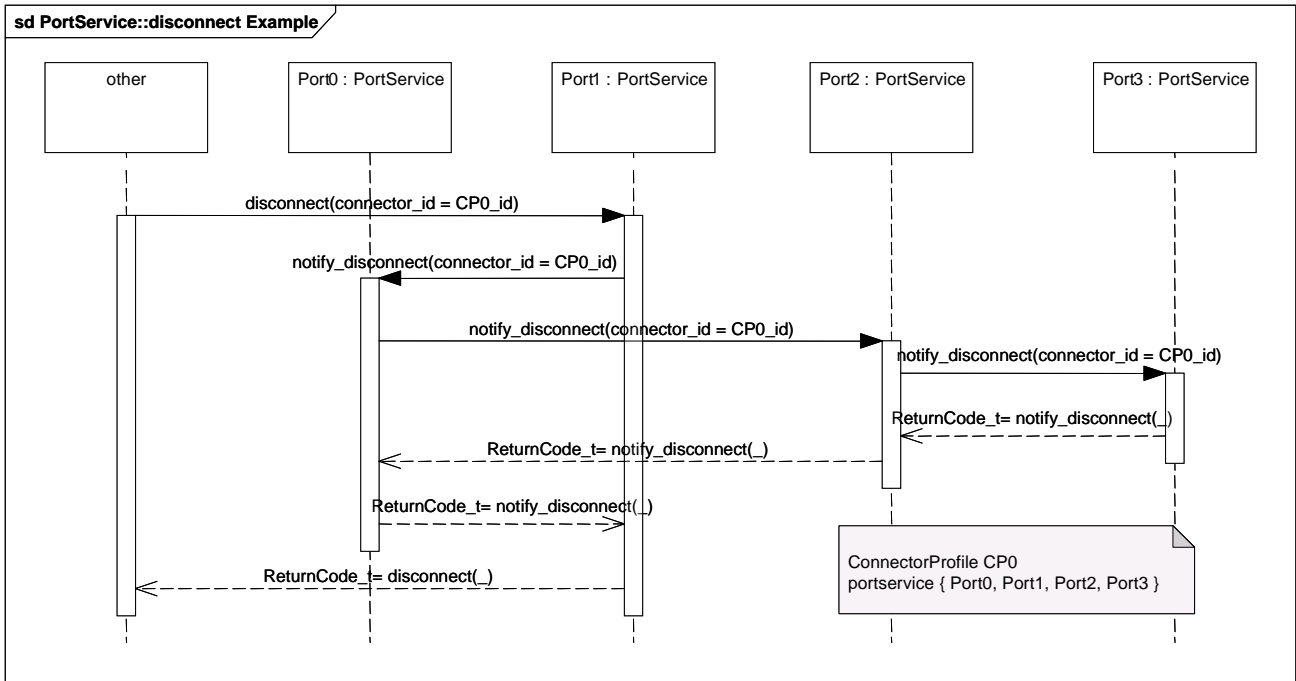 sd PortService::disconnect Example
other
Port0 : PortService
Port1 : PortService
Port2 : PortService
Port3 : PortService
disconnect(connector_id = CP0_id)
notify_disconnect(connector_id = CP0_id)
notify_disconnect(connector_id = CP0_id)
notify_disconnect(connector_id = CP0_id)
ReturnCode_t= notify_disconnect(_)
ReturnCode_t= notify_disconnect(_)
ReturnCode_t= notify_disconnect(_)
ReturnCode_t= disconnect(_)
ConnectorProfile CP0
portservice { Port0, Port1, Port2, Port3 }